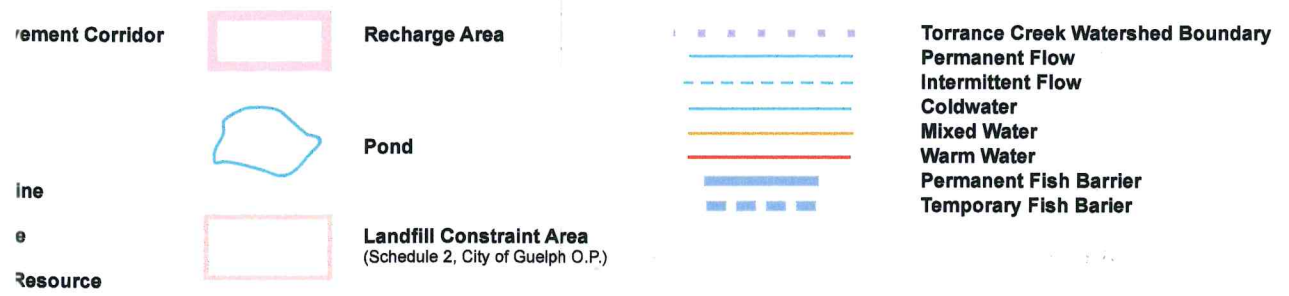 vement Corridor
ine
e
Resource
Recharge Area
Pond
Landfill Constraint Area
(Schedule 2, City of Guelph O.P.)
Torrance Creek Watershed Boundary
Permanent Flow
Intermittent Flow
Coldwater
Mixed Water
Warm Water
Permanent Fish Barrier
Temporary Fish Barier